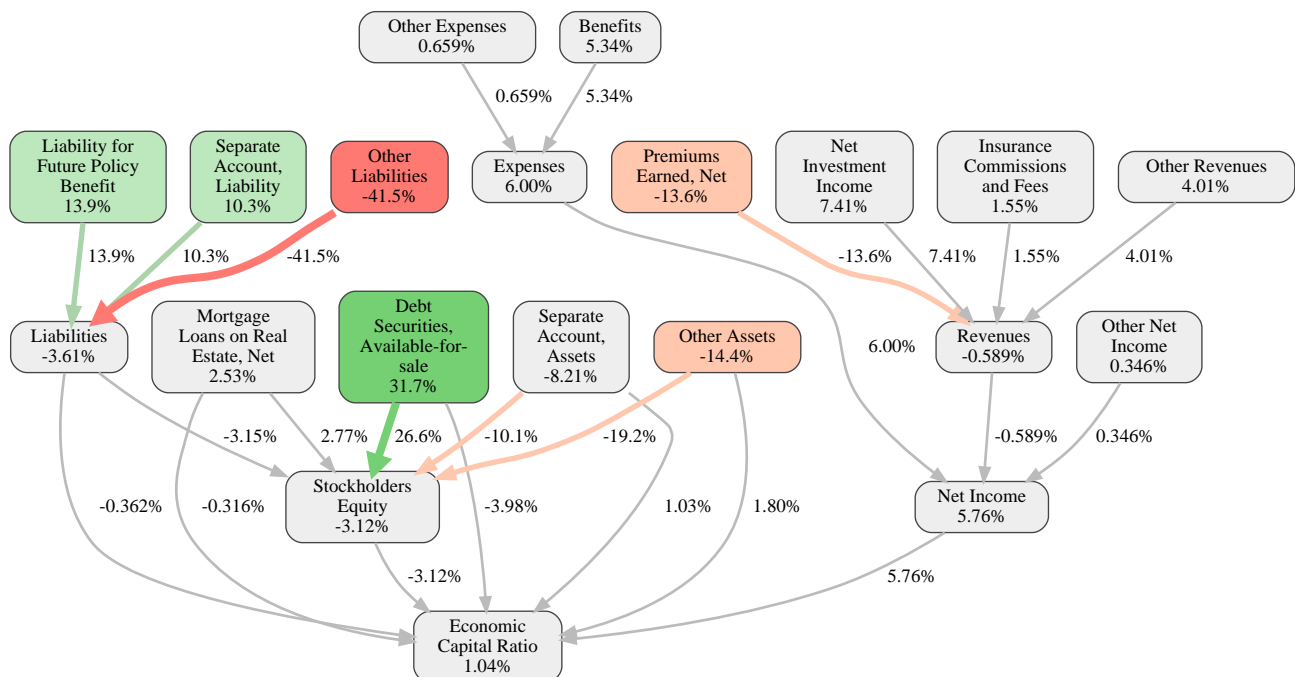 Other Expenses
0.659%
Benefits
5.34%
0.659%
5.34%
Liability for
Future Policy
Benefit
13.9%
Separate
Account,
Liability
10.3%
Other
Liabilities
-41.5%
Expenses
6.00%
Premiums
Earned, Net
-13.6%
Net
Investment
Income
7.41%
Insurance
Commissions
and Fees
1.55%
Other Revenues
4.01%
13.9%
10.3%
-41.5%
-13.6%
7.41%
1.55%
4.01%
Liabilities
-3.61%
Mortgage
Loans on Real
Estate, Net
2.53%
Debt
Securities,
Available-for-
sale
31.7%
Separate
Account,
Assets
-8.21%
Other Assets
-14.4%
6.00%
Revenues
-0.589%
Other Net
Income
0.346%
-3.15%
2.77%
26.6%
-10.1%
-19.2%
-0.589%
0.346%
-0.362%
-0.316%
Stockholders
Equity
-3.12%
-3.98%
1.03%
1.80%
Net Income
5.76%
-3.12%
5.76%
Economic
Capital Ratio
1.04%